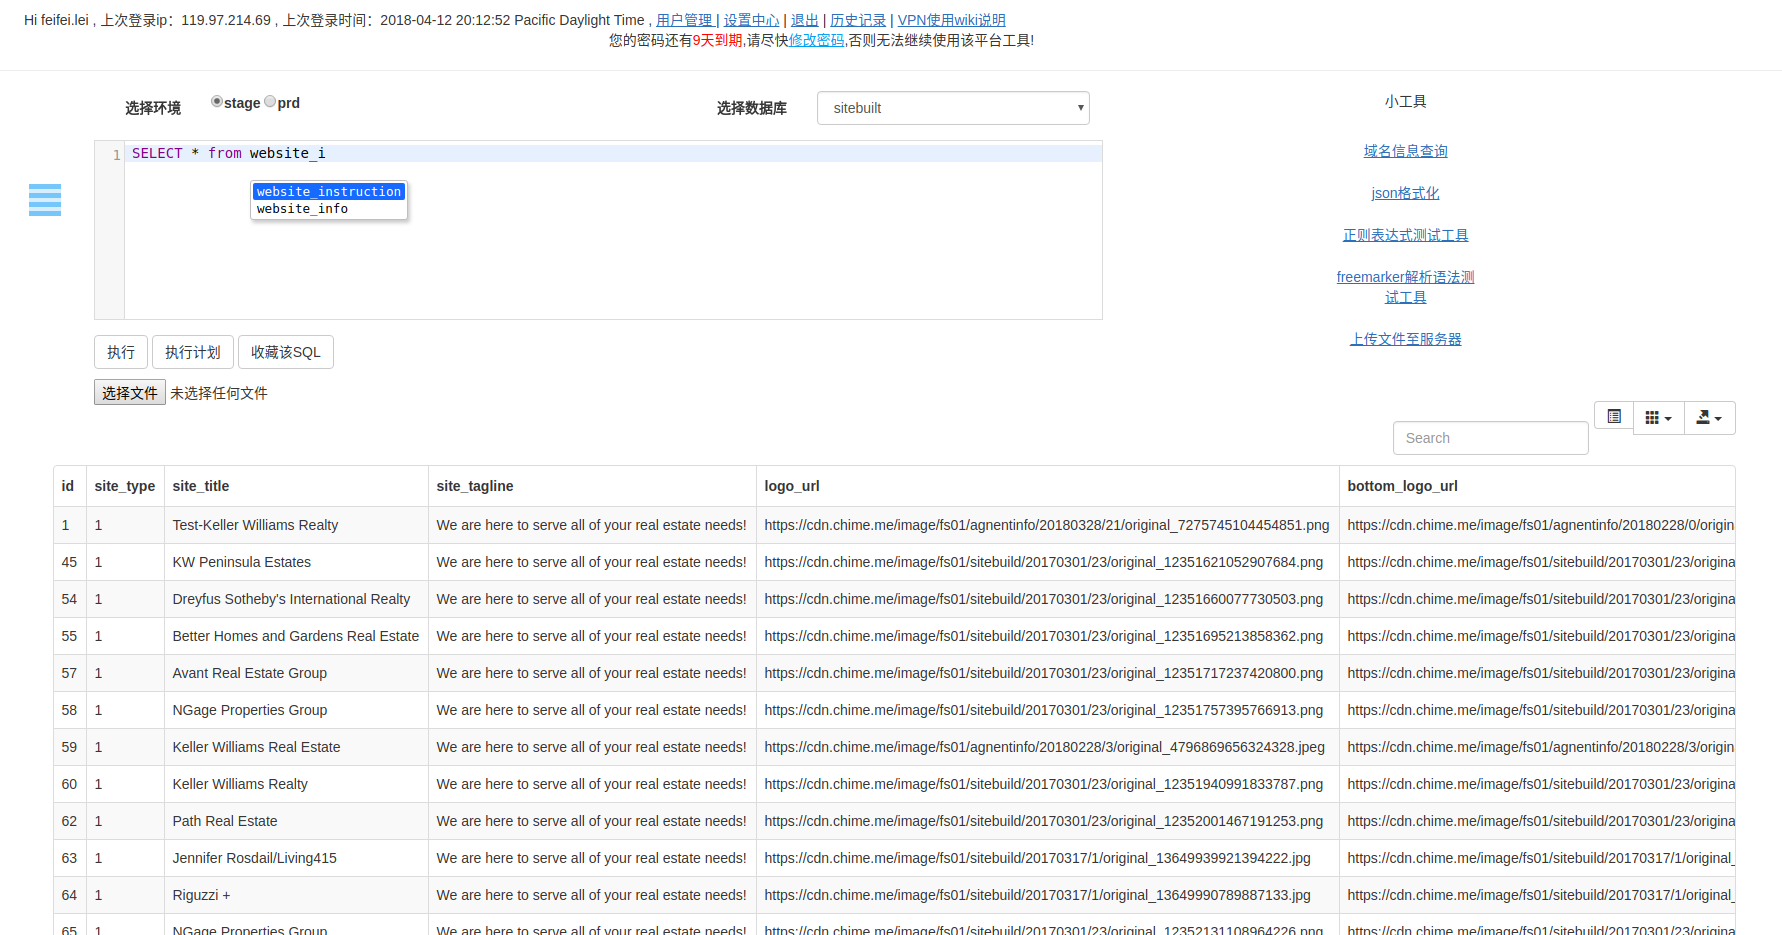 Hi feifei.lei , 上次登录ip：119.97.214.69 , 上次登录时间：2018-04-12 20:12:52 Pacific Daylight Time , 用户管理 | 设置中心 | 退出 | 历史记录 | VPN使用wiki说明
您的密码还有9天到期,请尽快修改密码,否则无法继续使用该平台工具!
选择环境 stage prd 选择数据库 sitebuilt 小工具
1 SELECT * from website_i
website_instruction
website_info
域名信息查询
json格式化
正则表达式测试工具
freemarker解析语法测
试工具
上传文件至服务器
执行 执行计划 收藏该SQL
选择文件 未选择任何文件
Search
id site_type site_title site_tagline logo_url bottom_logo_url
1 1 Test-Keller Williams Realty We are here to serve all of your real estate needs! https://cdn.chime.me/image/fs01/agnentinfo/20180328/21/original_7275745104454851.png https://cdn.chime.me/image/fs01/agnentinfo/20180228/0/origin
45 1 KW Peninsula Estates We are here to serve all of your real estate needs! https://cdn.chime.me/image/fs01/sitebuild/20170301/23/original_12351621052907684.png https://cdn.chime.me/image/fs01/sitebuild/20170301/23/origina
54 1 Dreyfus Sotheby's International Realty We are here to serve all of your real estate needs! https://cdn.chime.me/image/fs01/sitebuild/20170301/23/original_12351660077730503.png https://cdn.chime.me/image/fs01/sitebuild/20170301/23/origina
55 1 Better Homes and Gardens Real Estate We are here to serve all of your real estate needs! https://cdn.chime.me/image/fs01/sitebuild/20170301/23/original_12351695213858362.png https://cdn.chime.me/image/fs01/sitebuild/20170301/23/origina
57 1 Avant Real Estate Group We are here to serve all of your real estate needs! https://cdn.chime.me/image/fs01/sitebuild/20170301/23/original_12351717237420800.png https://cdn.chime.me/image/fs01/sitebuild/20170301/23/origina
58 1 NGage Properties Group We are here to serve all of your real estate needs! https://cdn.chime.me/image/fs01/sitebuild/20170301/23/original_12351757395766913.png https://cdn.chime.me/image/fs01/sitebuild/20170301/23/origina
59 1 Keller Williams Real Estate We are here to serve all of your real estate needs! https://cdn.chime.me/image/fs01/agnentinfo/20180228/3/original_4796869656324328.jpeg https://cdn.chime.me/image/fs01/agnentinfo/20180228/3/origin
60 1 Keller Williams Realty We are here to serve all of your real estate needs! https://cdn.chime.me/image/fs01/sitebuild/20170301/23/original_12351940991833787.png https://cdn.chime.me/image/fs01/sitebuild/20170301/23/origina
62 1 Path Real Estate We are here to serve all of your real estate needs! https://cdn.chime.me/image/fs01/sitebuild/20170301/23/original_12352001467191253.png https://cdn.chime.me/image/fs01/sitebuild/20170301/23/origina
63 1 Jennifer Rosdail/Living415 We are here to serve all of your real estate needs! https://cdn.chime.me/image/fs01/sitebuild/20170317/1/original_13649939921394222.jpg https://cdn.chime.me/image/fs01/sitebuild/20170317/1/original_
64 1 Riguzzi + We are here to serve all of your real estate needs! https://cdn.chime.me/image/fs01/sitebuild/20170317/1/original_13649990789887133.jpg https://cdn.chime.me/image/fs01/sitebuild/20170317/1/original_
65 1 NGage Properties Group We are here to serve all of your real estate needs! https://cdn.chime.me/image/fs01/sitebuild/20170301/23/original_12352131108964226.png https://cdn.chime.me/image/fs01/sitebuild/20170301/23/origina